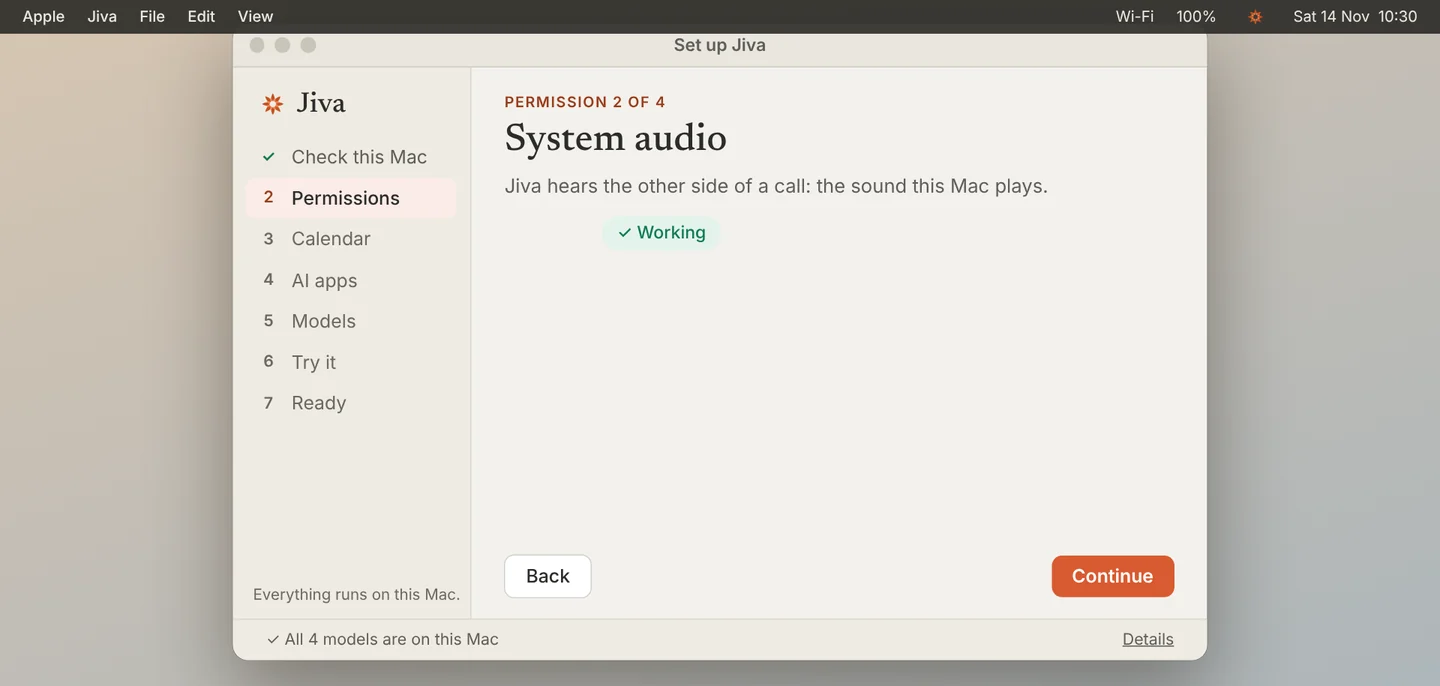 Apple Jiva File Edit View Wi-Fi 100% Sat 14 Nov 10:30
Set up Jiva
Jiva
✓ Check this Mac
2 Permissions
3 Calendar
4 AI apps
5 Models
6 Try it
7 Ready
Everything runs on this Mac.
PERMISSION 2 OF 4
System audio
Jiva hears the other side of a call: the sound this Mac plays.
✓ Working
Back Continue
✓ All 4 models are on this Mac Details